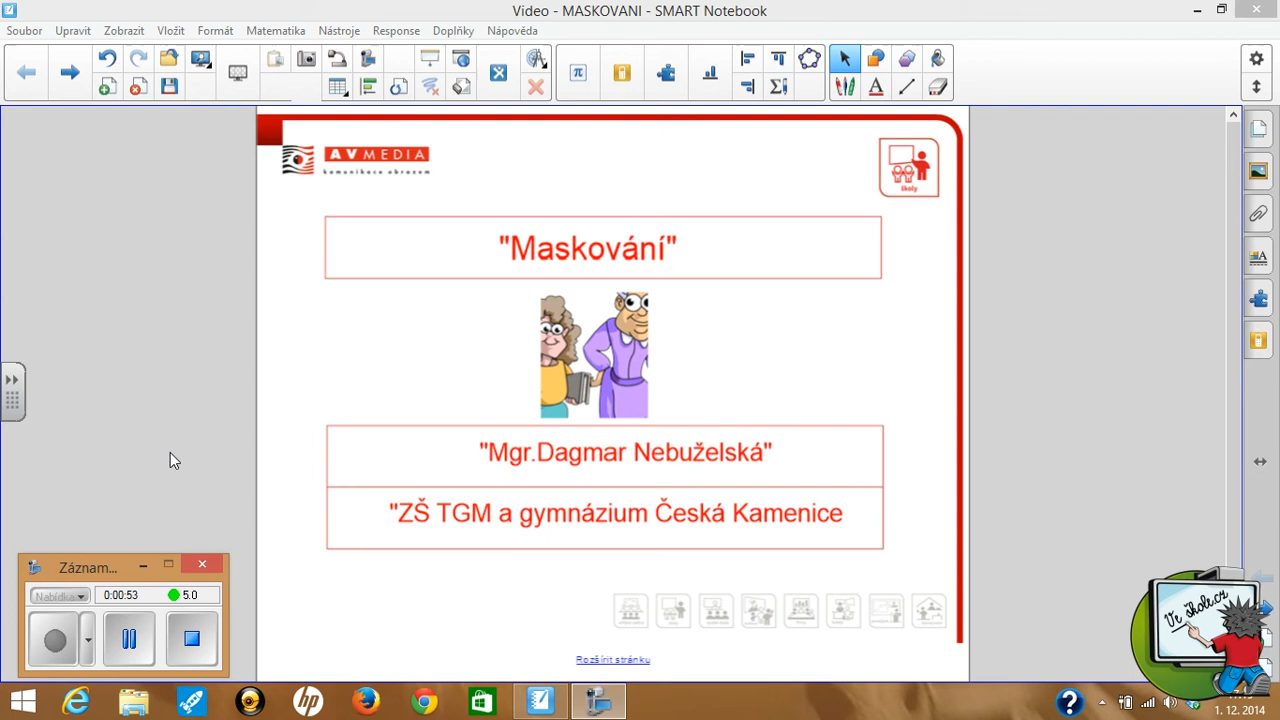 Video - MASKOVANI - SMART Notebook
Soubor Upravit Zobrazit Vložit Formát Matematika Nástroje Response Doplňky Nápověda
AV MEDIA
komunikace obrazem
školy
"Maskování"
"Mgr.Dagmar Nebuželská"
"ZŠ TGM a gymnázium Česká Kamenice
Rozšířit stránku
Záznam...
Nabídka
0:00:53 5.0
Ve škole.cz
1. 12. 2014